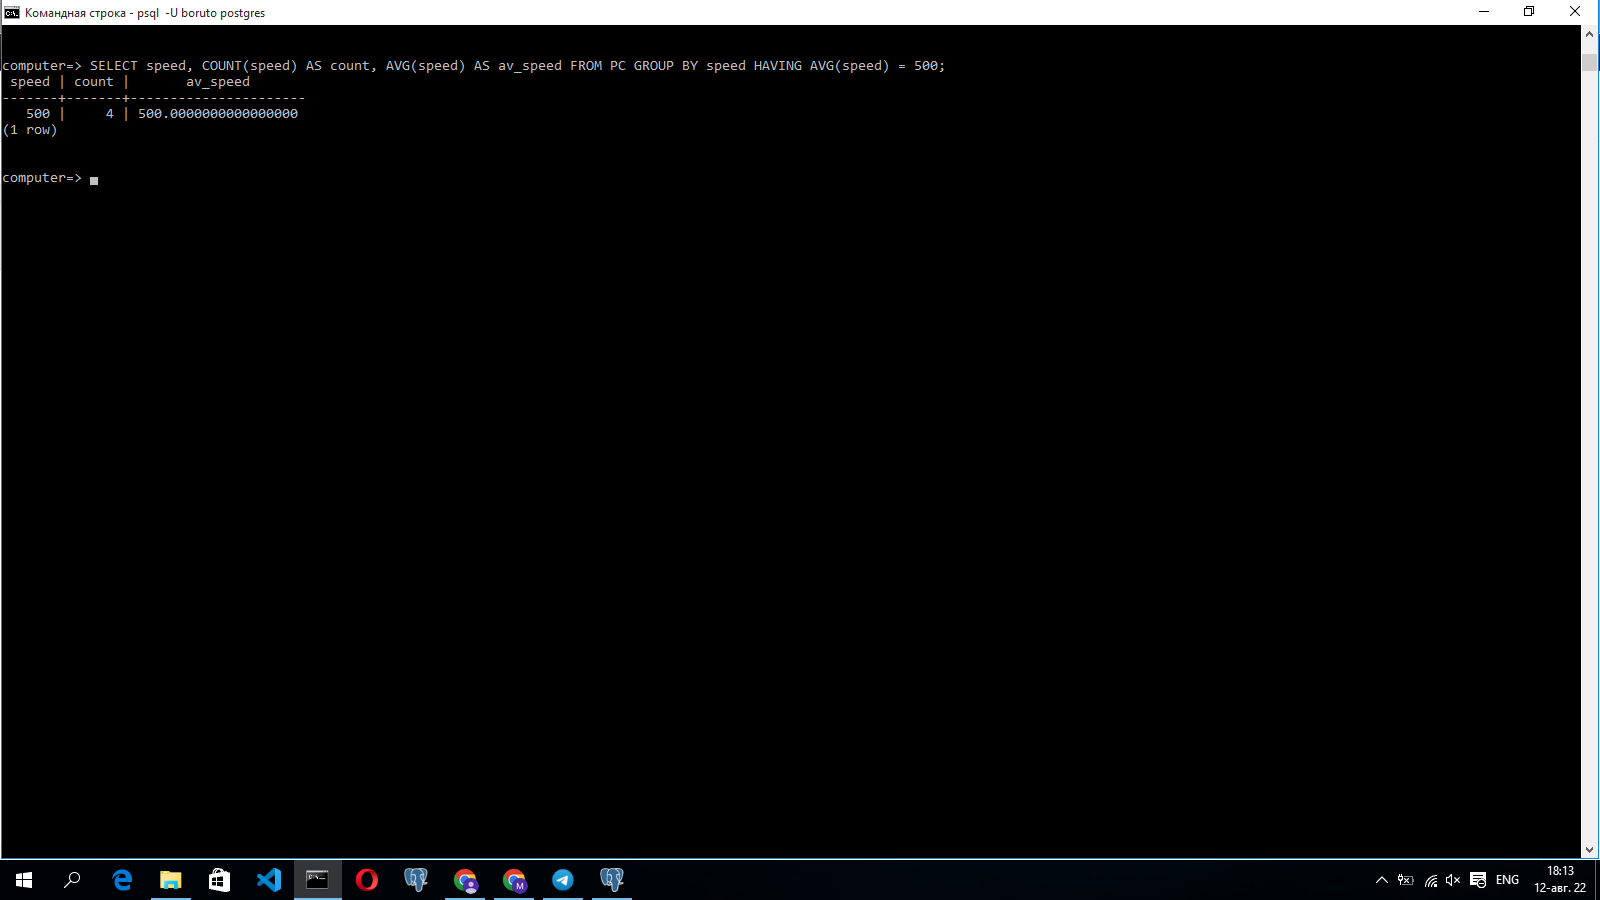 Командная строка - psql  -U boruto postgres
computer=> SELECT speed, COUNT(speed) AS count, AVG(speed) AS av_speed FROM PC GROUP BY speed HAVING AVG(speed) = 500;
 speed | count |       av_speed
-------+-------+----------------------
   500 |     4 | 500.0000000000000000
(1 row)
computer=>
M
ENG
18:13
12-авг. 22